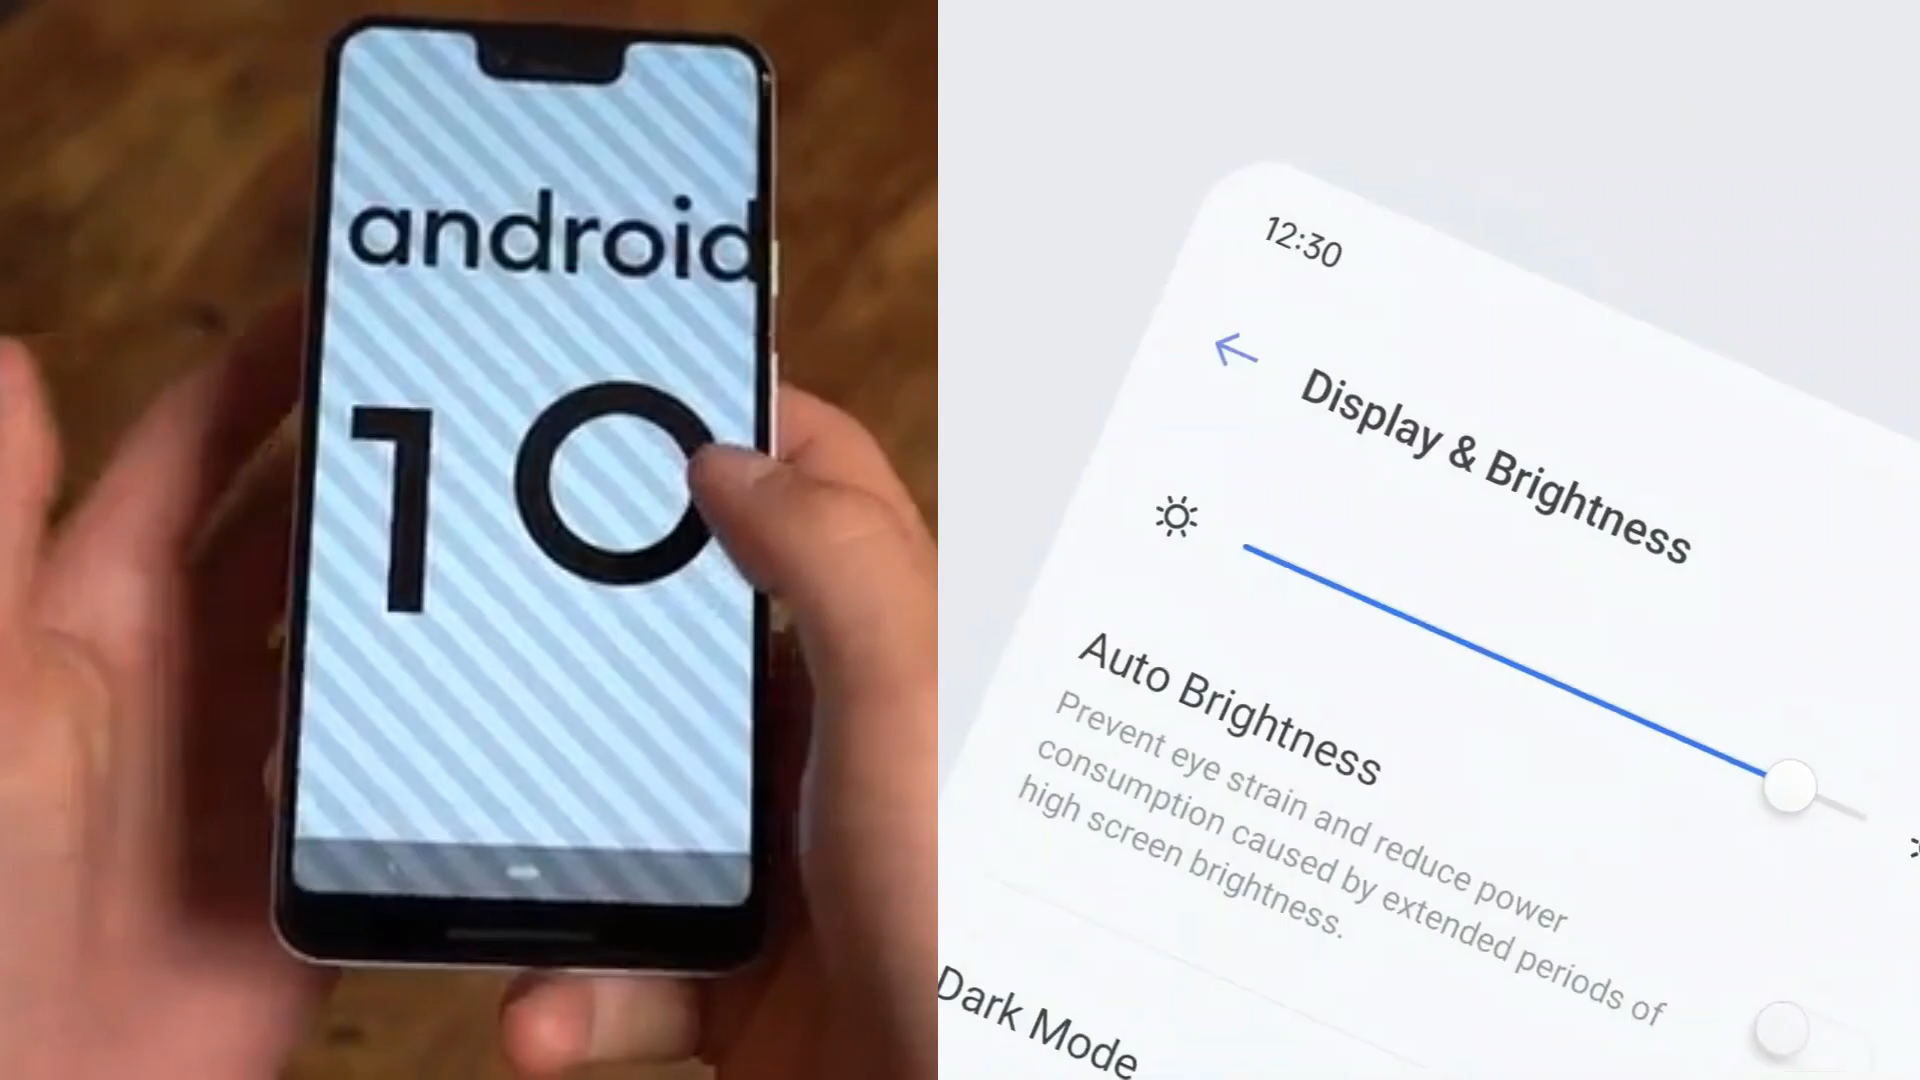 android
10
12:30
Display & Brightness
Auto Brightness
Prevent eye strain and reduce power
consumption caused by extended periods of
high screen brightness.
Dark Mode